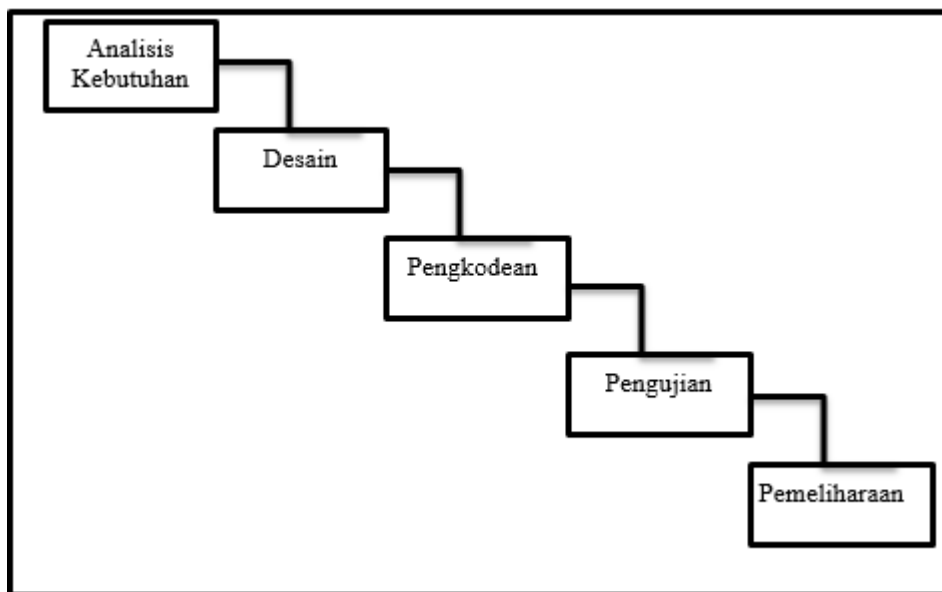 Analisis
Kebutuhan
Desain
Pengkodean
Pengujian
Pemeliharaan